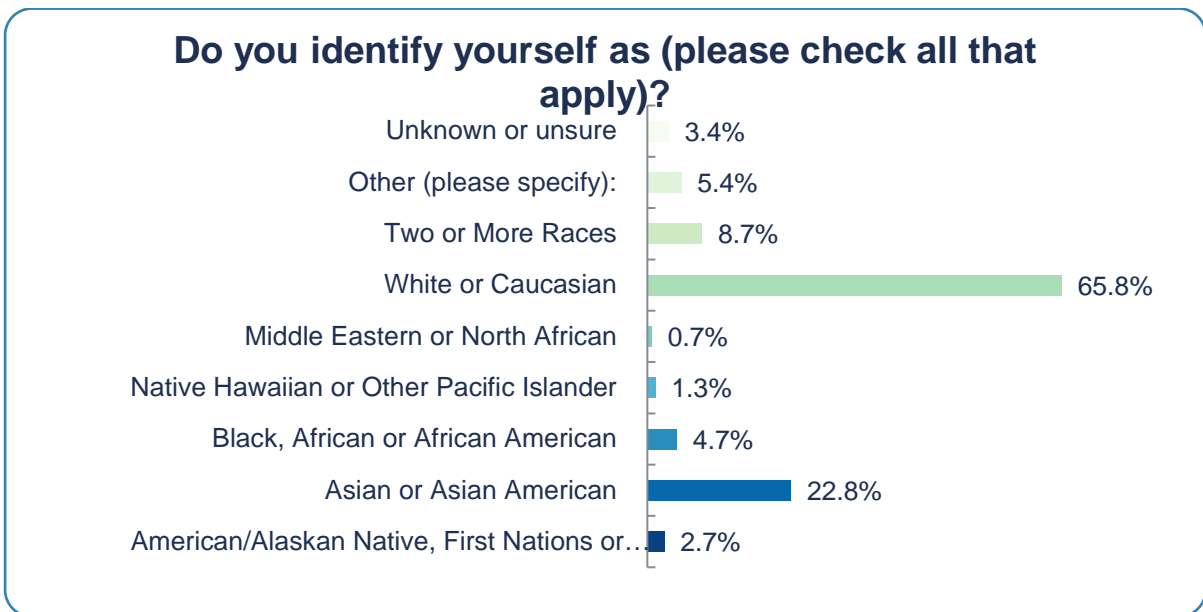 Do you identify yourself as (please check all that
apply)?
Unknown or unsure 3.4%
Other (please specify): 5.4%
Two or More Races 8.7%
White or Caucasian 65.8%
Middle Eastern or North African 0.7%
Native Hawaiian or Other Pacific Islander 1.3%
Black, African or African American 4.7%
Asian or Asian American 22.8%
American/Alaskan Native, First Nations or… 2.7%